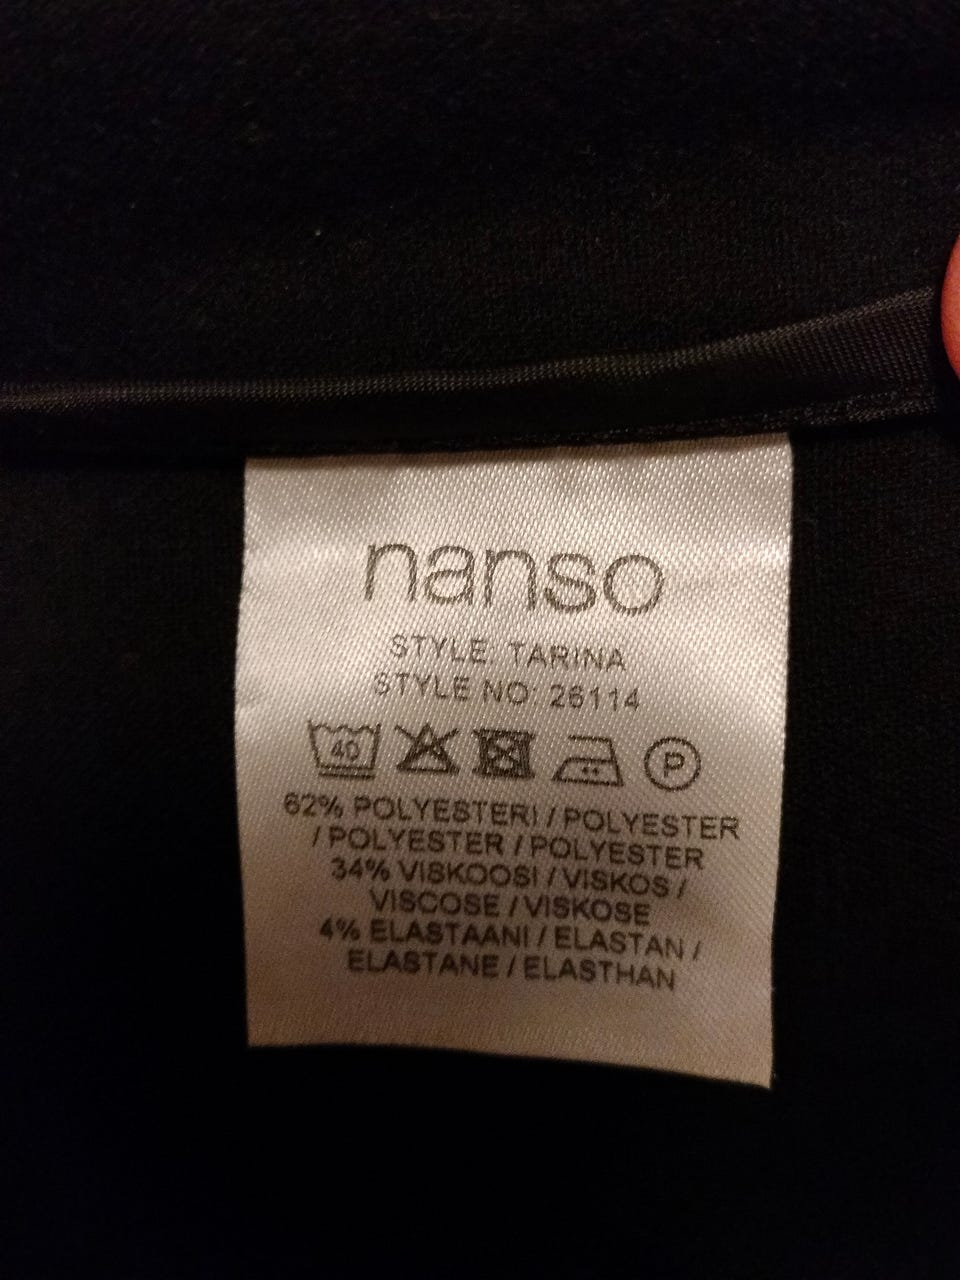 nanso
STYLE: TARINA
STYLE NO: 26114
40 P
62% POLYESTERI / POLYESTER
/ POLYESTER / POLYESTER
34% VISKOOSI / VISKOS /
VISCOSE / VISKOSE
4% ELASTAANI / ELASTAN /
ELASTANE / ELASTHAN